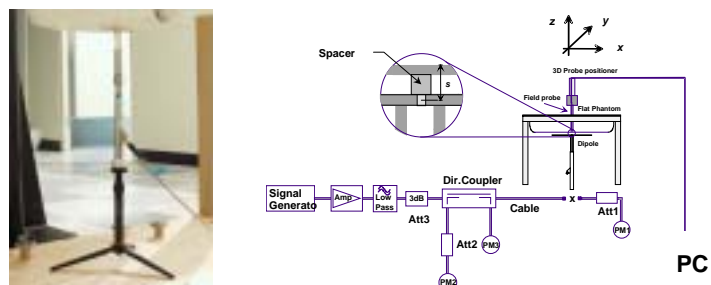 z
y
x
Spacer
s
3D Probe positioner
Field probe
Flat Phantom
Dipole
Dir.Coupler
Signal
Generato
Amp
Low
Pass
3dB
Att3
Cable
x
Att1
Att2
PM3
PM1
PM2
PC